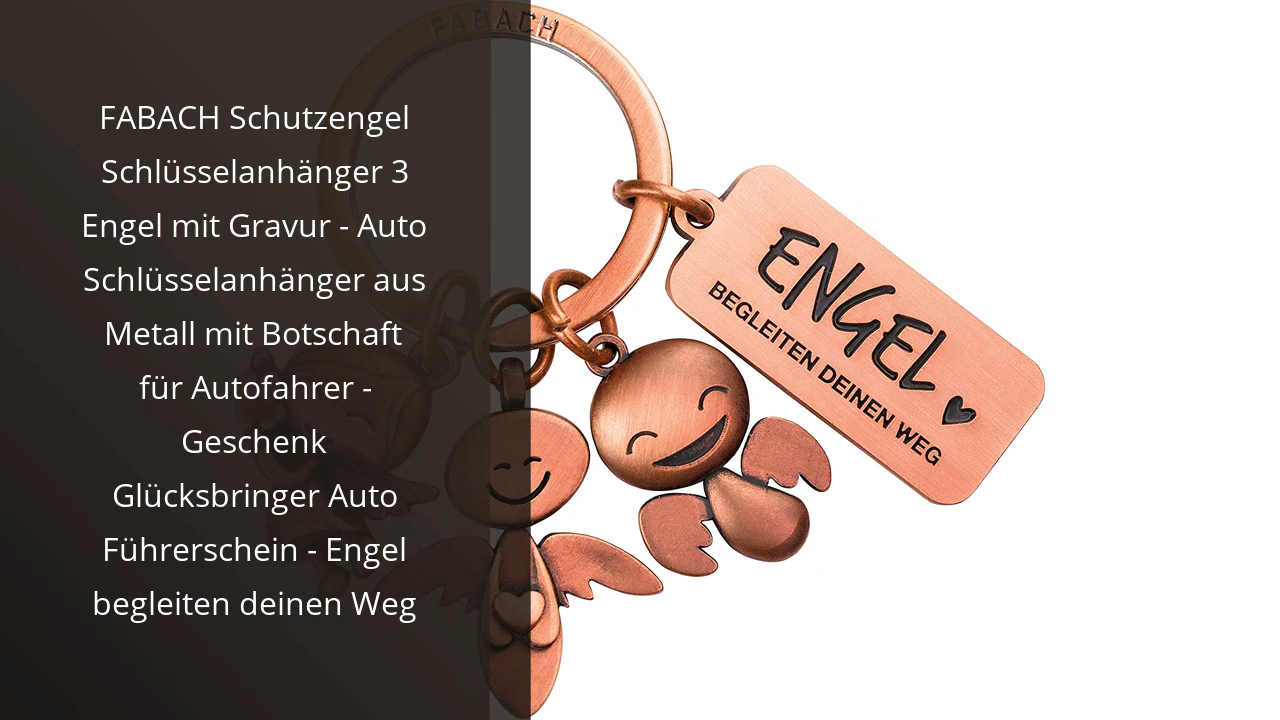 FABACH
FABACH Schutzengel
Schlüsselanhänger 3
Engel mit Gravur - Auto
Schlüsselanhänger aus
Metall mit Botschaft
für Autofahrer -
Geschenk
Glücksbringer Auto
Führerschein - Engel
begleiten deinen Weg
ENGEL
BEGLEITEN DEINEN WEG